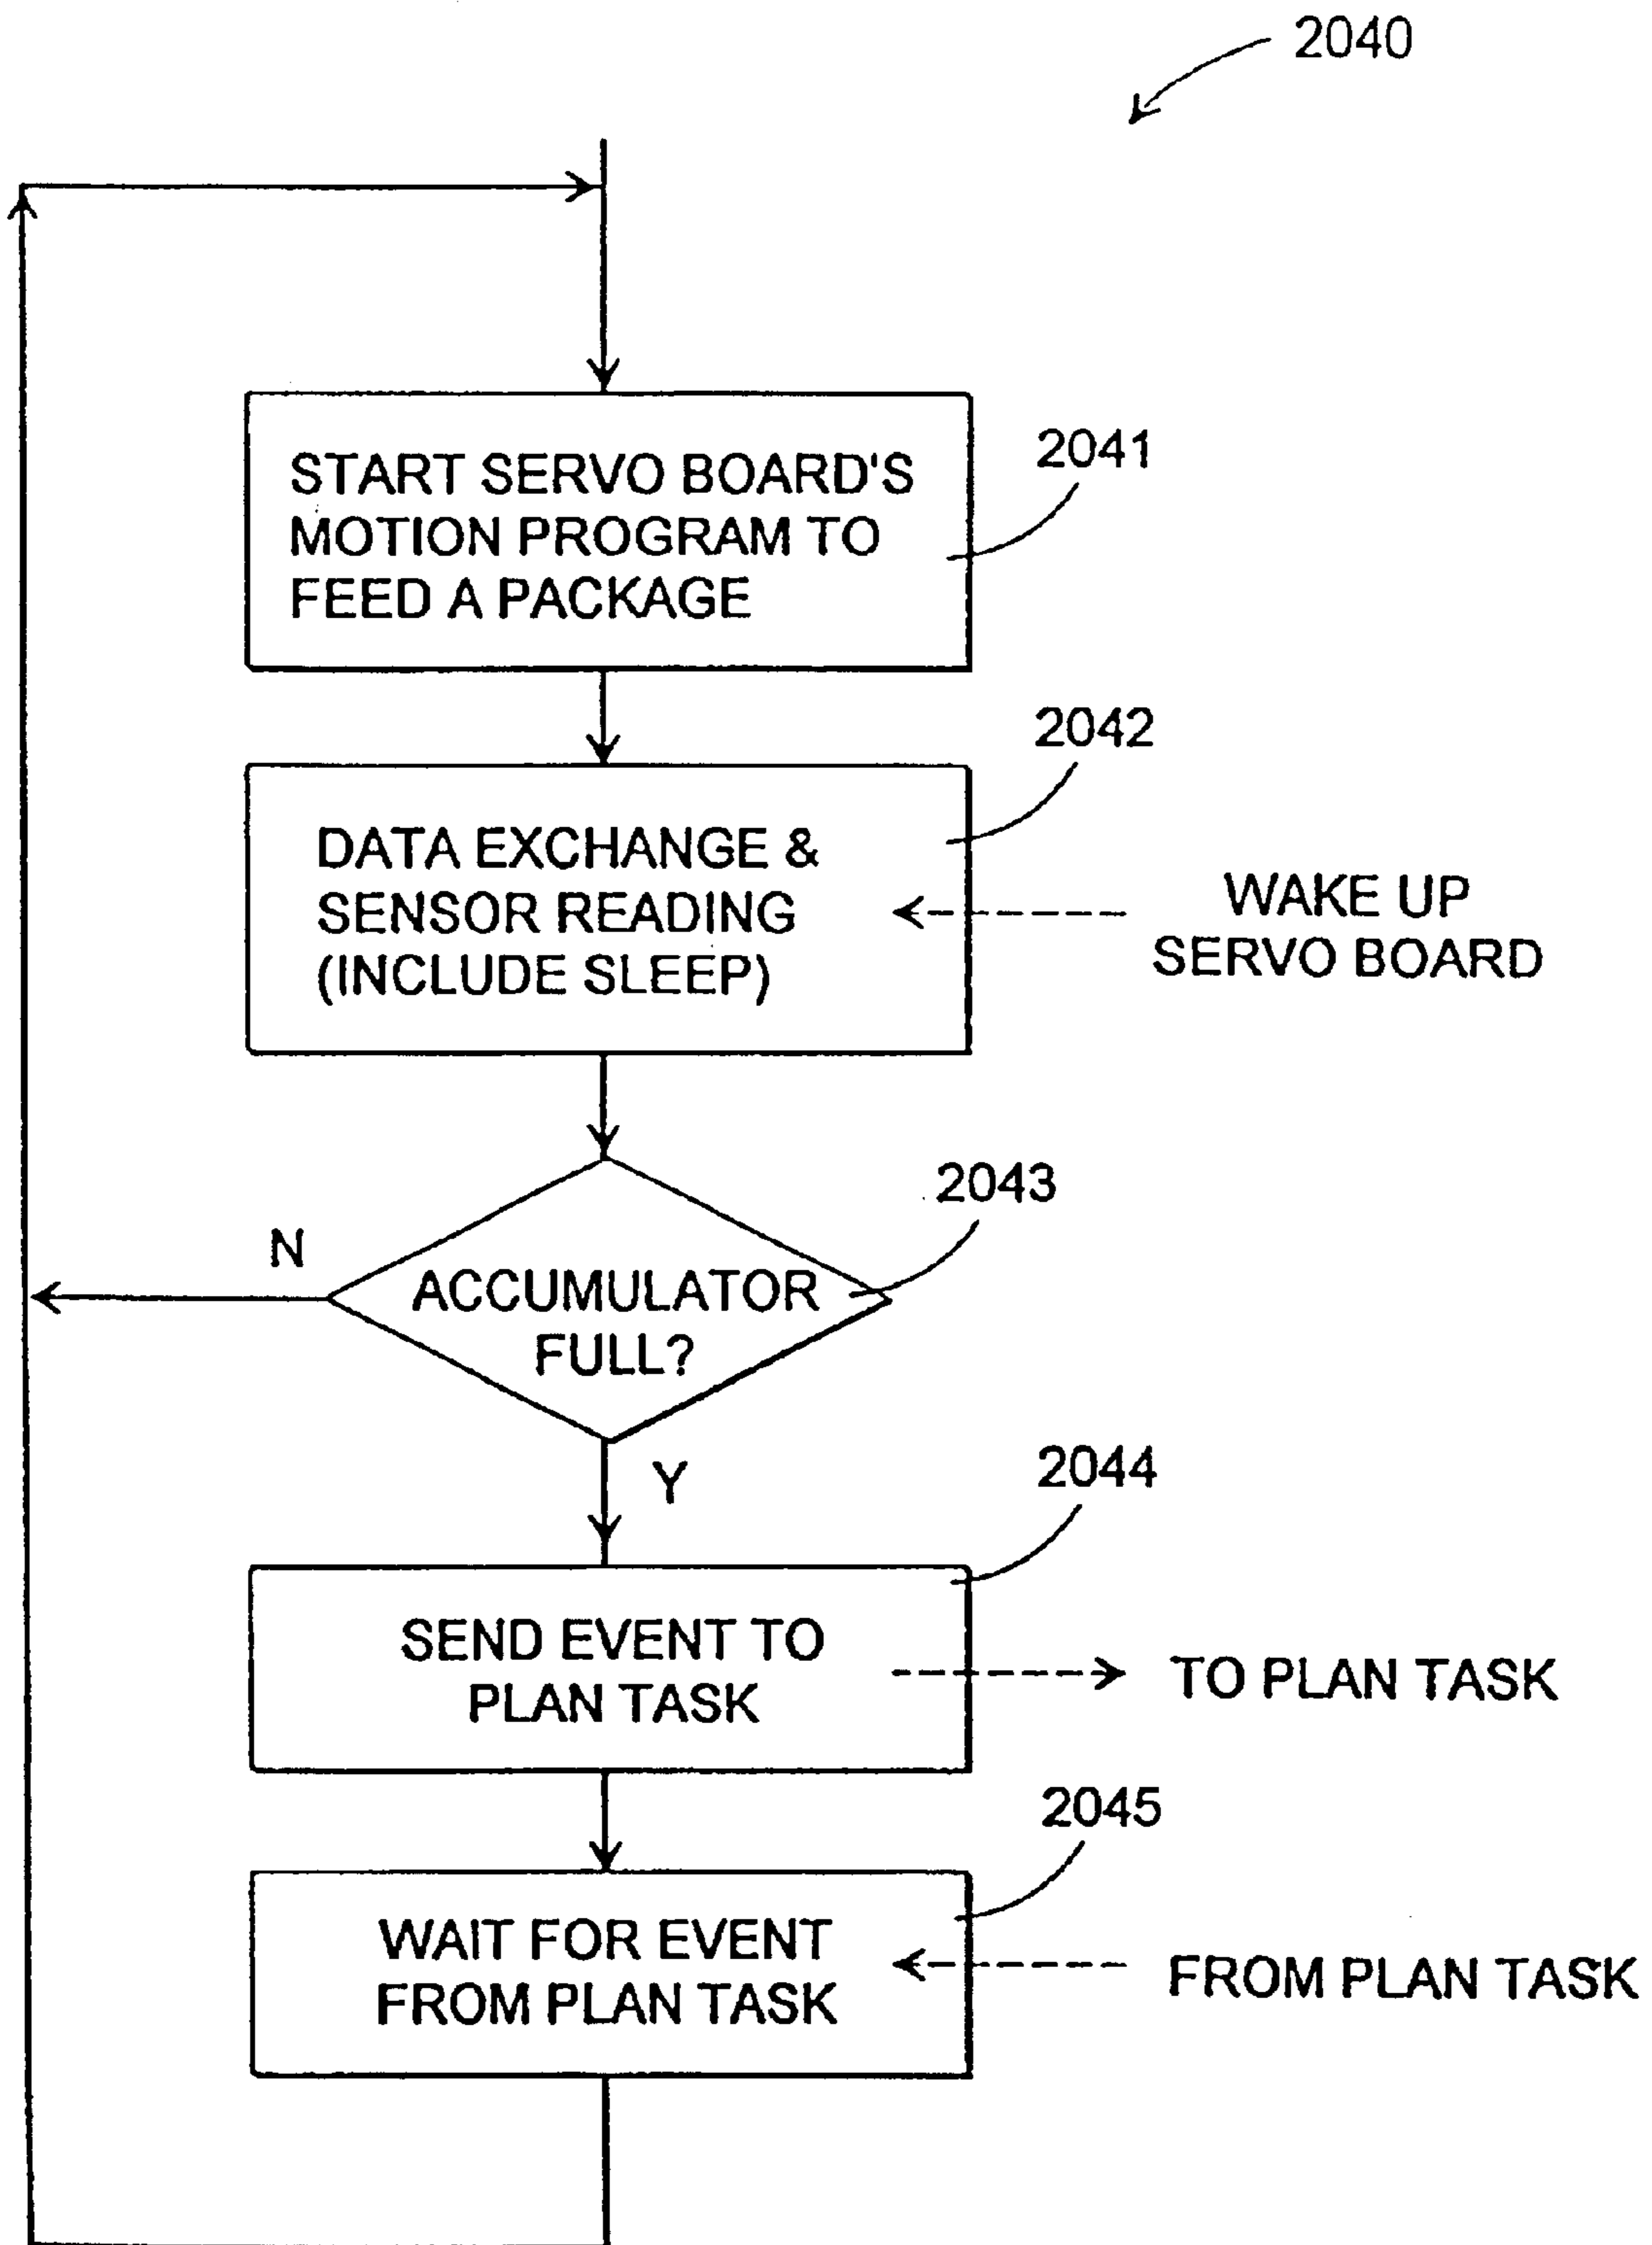 2040
START SERVO BOARD'S
MOTION PROGRAM TO
FEED A PACKAGE
2041
2042
DATA EXCHANGE &
SENSOR READING
(INCLUDE SLEEP)
WAKE UP
SERVO BOARD
2043
N
ACCUMULATOR
FULL?
Y
2044
SEND EVENT TO
PLAN TASK
TO PLAN TASK
2045
WAIT FOR EVENT
FROM PLAN TASK
FROM PLAN TASK